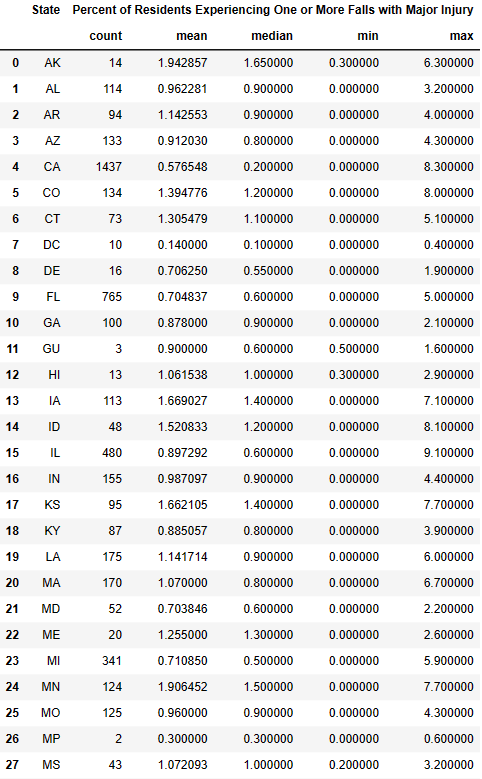 State Percent of Residents Experiencing One or More Falls with Major Injury
count mean median min max
0 AK 14 1.942857 1.650000 0.300000 6.300000
1 AL 114 0.962281 0.900000 0.000000 3.200000
2 AR 94 1.142553 0.900000 0.000000 4.000000
3 AZ 133 0.912030 0.800000 0.000000 4.300000
4 CA 1437 0.576548 0.200000 0.000000 8.300000
5 CO 134 1.394776 1.200000 0.000000 8.000000
6 CT 73 1.305479 1.100000 0.000000 5.100000
7 DC 10 0.140000 0.100000 0.000000 0.400000
8 DE 16 0.706250 0.550000 0.000000 1.900000
9 FL 765 0.704837 0.600000 0.000000 5.000000
10 GA 100 0.878000 0.900000 0.000000 2.100000
11 GU 3 0.900000 0.600000 0.500000 1.600000
12 HI 13 1.061538 1.000000 0.300000 2.900000
13 IA 113 1.669027 1.400000 0.000000 7.100000
14 ID 48 1.520833 1.200000 0.000000 8.100000
15 IL 480 0.897292 0.600000 0.000000 9.100000
16 IN 155 0.987097 0.900000 0.000000 4.400000
17 KS 95 1.662105 1.400000 0.000000 7.700000
18 KY 87 0.885057 0.800000 0.000000 3.900000
19 LA 175 1.141714 0.900000 0.000000 6.000000
20 MA 170 1.070000 0.800000 0.000000 6.700000
21 MD 52 0.703846 0.600000 0.000000 2.200000
22 ME 20 1.255000 1.300000 0.000000 2.600000
23 MI 341 0.710850 0.500000 0.000000 5.900000
24 MN 124 1.906452 1.500000 0.000000 7.700000
25 MO 125 0.960000 0.900000 0.000000 4.300000
26 MP 2 0.300000 0.300000 0.000000 0.600000
27 MS 43 1.072093 1.000000 0.200000 3.200000